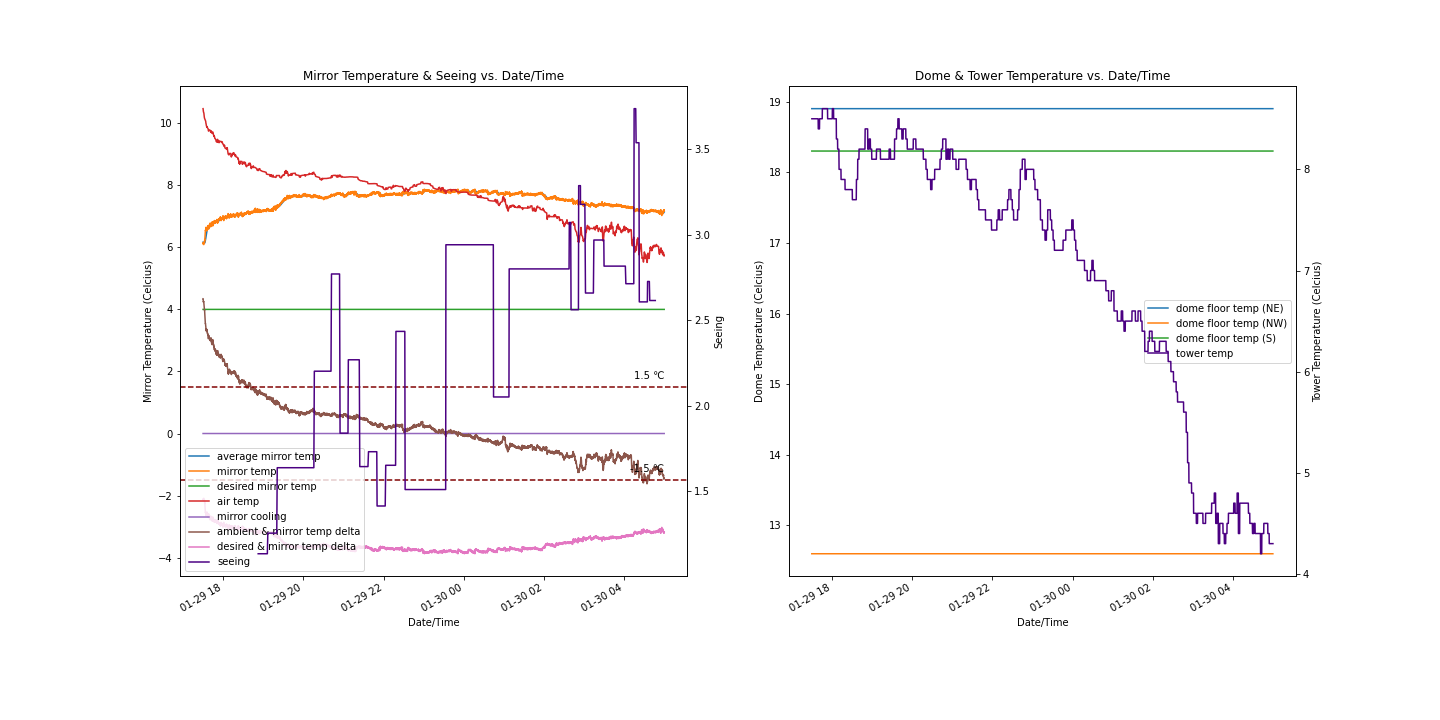 Mirror Temperature & Seeing vs. Date/Time
Mirror Temperature (Celcius)
10
8
6
4
2
0
−2
−4
3.5
3.0
2.5
2.0
1.5
Seeing
1.5 °C
-1.5 °C
average mirror temp
mirror temp
desired mirror temp
air temp
mirror cooling
ambient & mirror temp delta
desired & mirror temp delta
seeing
01-29 18
01-29 20
01-29 22
01-30 00
01-30 02
01-30 04
Date/Time
Dome & Tower Temperature vs. Date/Time
Dome Temperature (Celcius)
19
18
17
16
15
14
13
8
7
6
5
4
Tower Temperature (Celcius)
dome floor temp (NE)
dome floor temp (NW)
dome floor temp (S)
tower temp
01-29 18
01-29 20
01-29 22
01-30 00
01-30 02
01-30 04
Date/Time